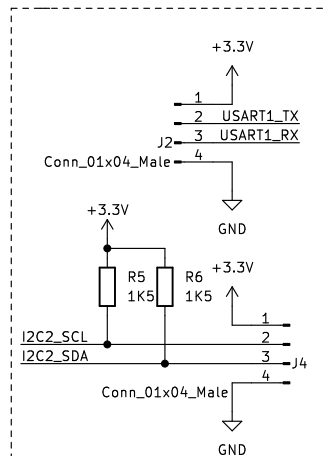 +3.3V
1
2 USART1_TX
J2 3 USART1_RX
Conn_01x04_Male 4
GND
+3.3V
R5 R6 +3.3V
1K5 1K5
1
I2C2_SCL 2
I2C2_SDA 3 J4
4
Conn_01x04_Male
GND